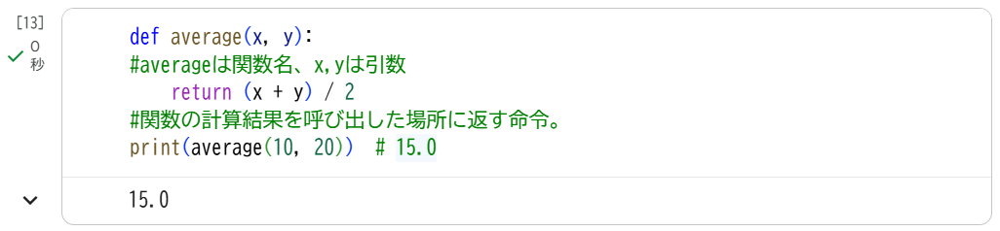 [13]
0
秒
def average(x, y):
#averageは関数名、x,yは引数
    return (x + y) / 2
#関数の計算結果を呼び出した場所に返す命令。
print(average(10, 20))  # 15.0
15.0